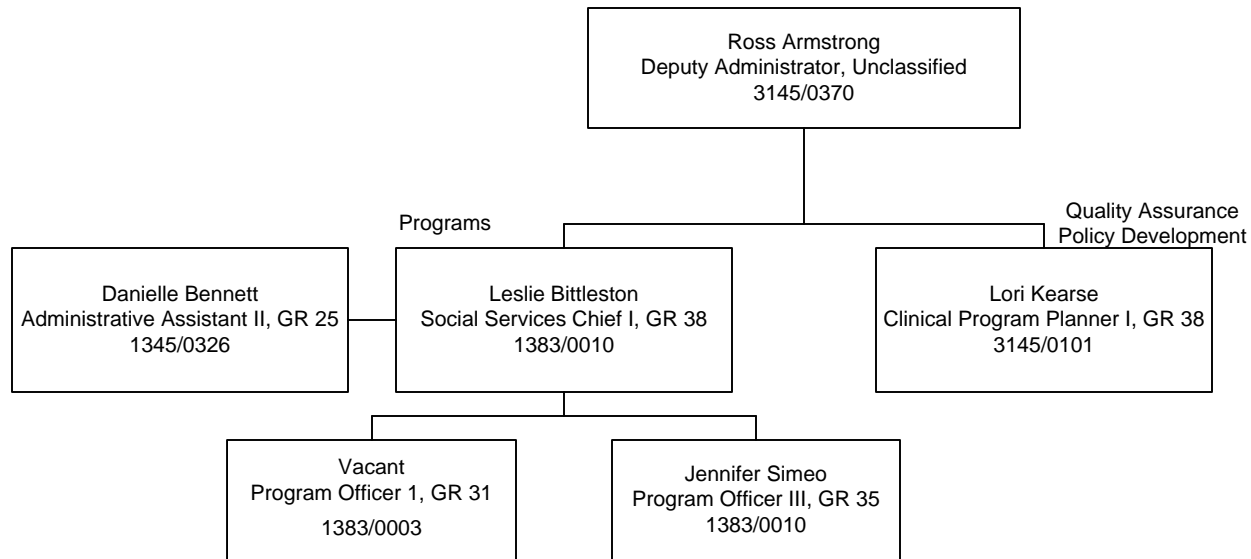 Ross Armstrong
Deputy Administrator, Unclassified
3145/0370
Programs
Quality Assurance
Policy Development
Danielle Bennett
Administrative Assistant II, GR 25
1345/0326
Leslie Bittleston
Social Services Chief I, GR 38
1383/0010
Lori Kearse
Clinical Program Planner I, GR 38
3145/0101
Vacant
Program Officer 1, GR 31
1383/0003
Jennifer Simeo
Program Officer III, GR 35
1383/0010